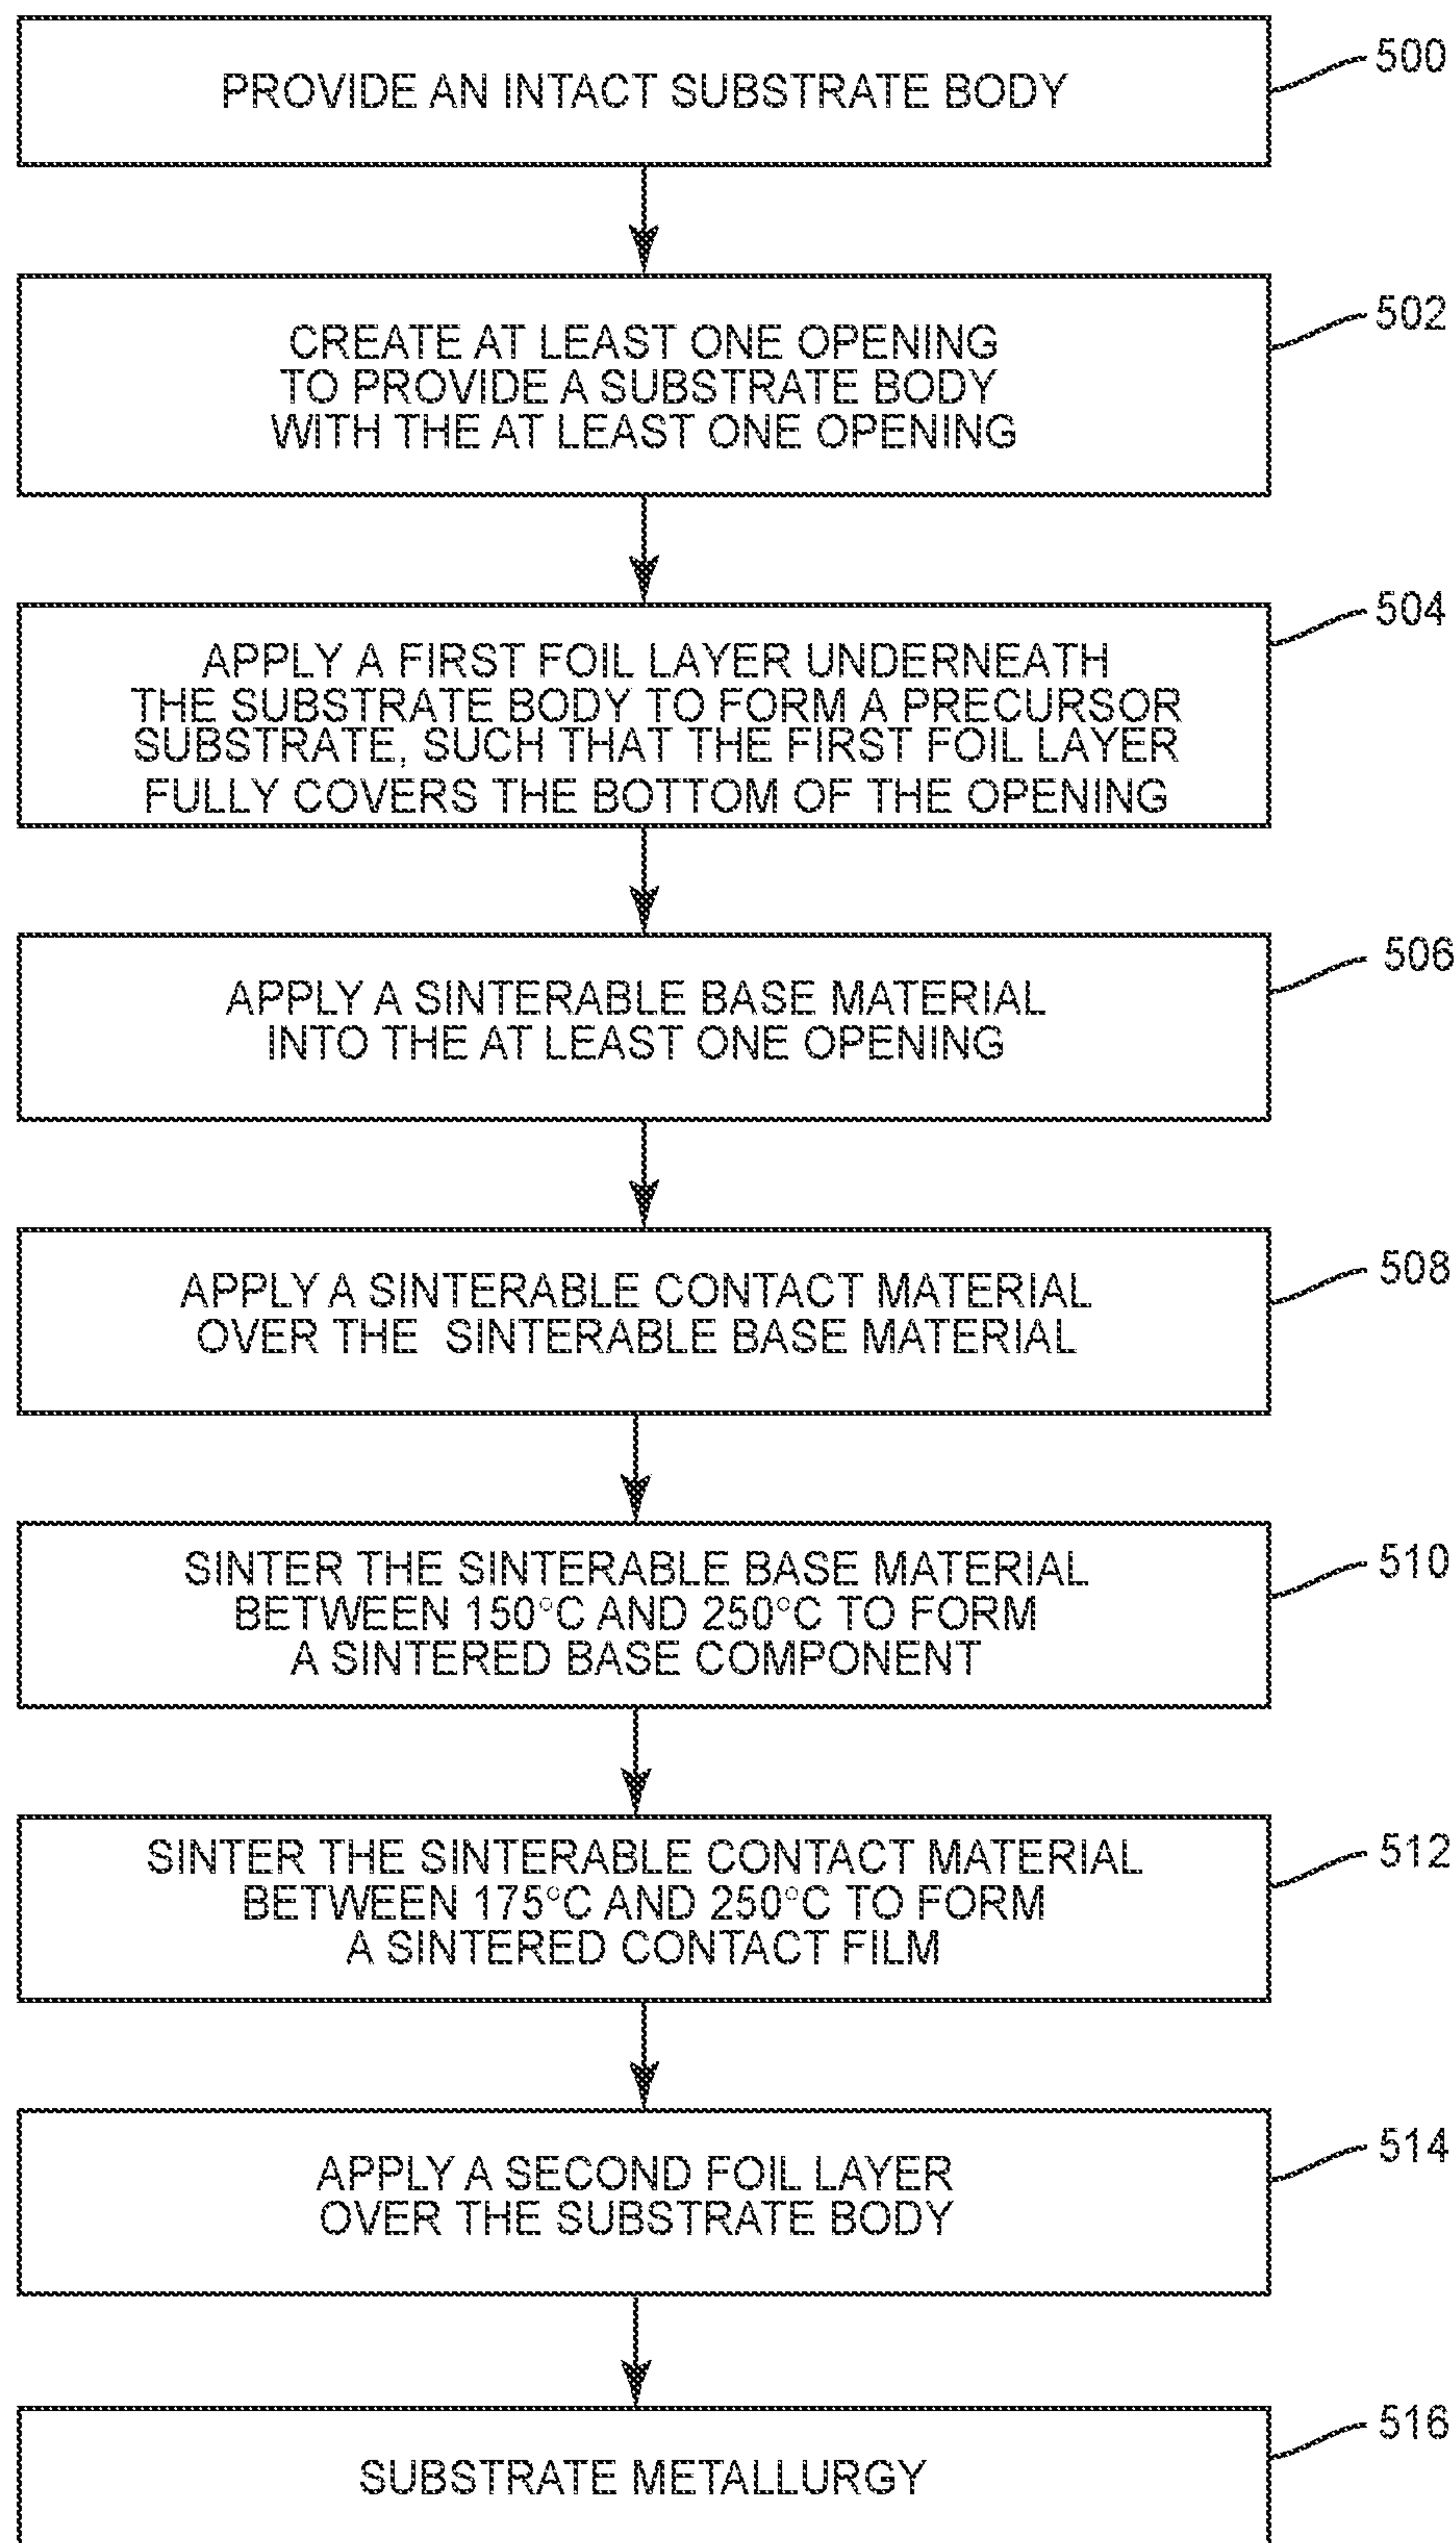 PROVIDE AN INTACT SUBSTRATE BODY
500
CREATE AT LEAST ONE OPENING
TO PROVIDE A SUBSTRATE BODY
WITH THE AT LEAST ONE OPENING
502
APPLY A FIRST FOIL LAYER UNDERNEATH
THE SUBSTRATE BODY TO FORM A PRECURSOR
SUBSTRATE, SUCH THAT THE FIRST FOIL LAYER
FULLY COVERS THE BOTTOM OF THE OPENING
504
APPLY A SINTERABLE BASE MATERIAL
INTO THE AT LEAST ONE OPENING
506
APPLY A SINTERABLE CONTACT MATERIAL
OVER THE SINTERABLE BASE MATERIAL
508
SINTER THE SINTERABLE BASE MATERIAL
BETWEEN 150°C AND 250°C TO FORM
A SINTERED BASE COMPONENT
510
SINTER THE SINTERABLE CONTACT MATERIAL
BETWEEN 175°C AND 250°C TO FORM
A SINTERED CONTACT FILM
512
APPLY A SECOND FOIL LAYER
OVER THE SUBSTRATE BODY
514
SUBSTRATE METALLURGY
516